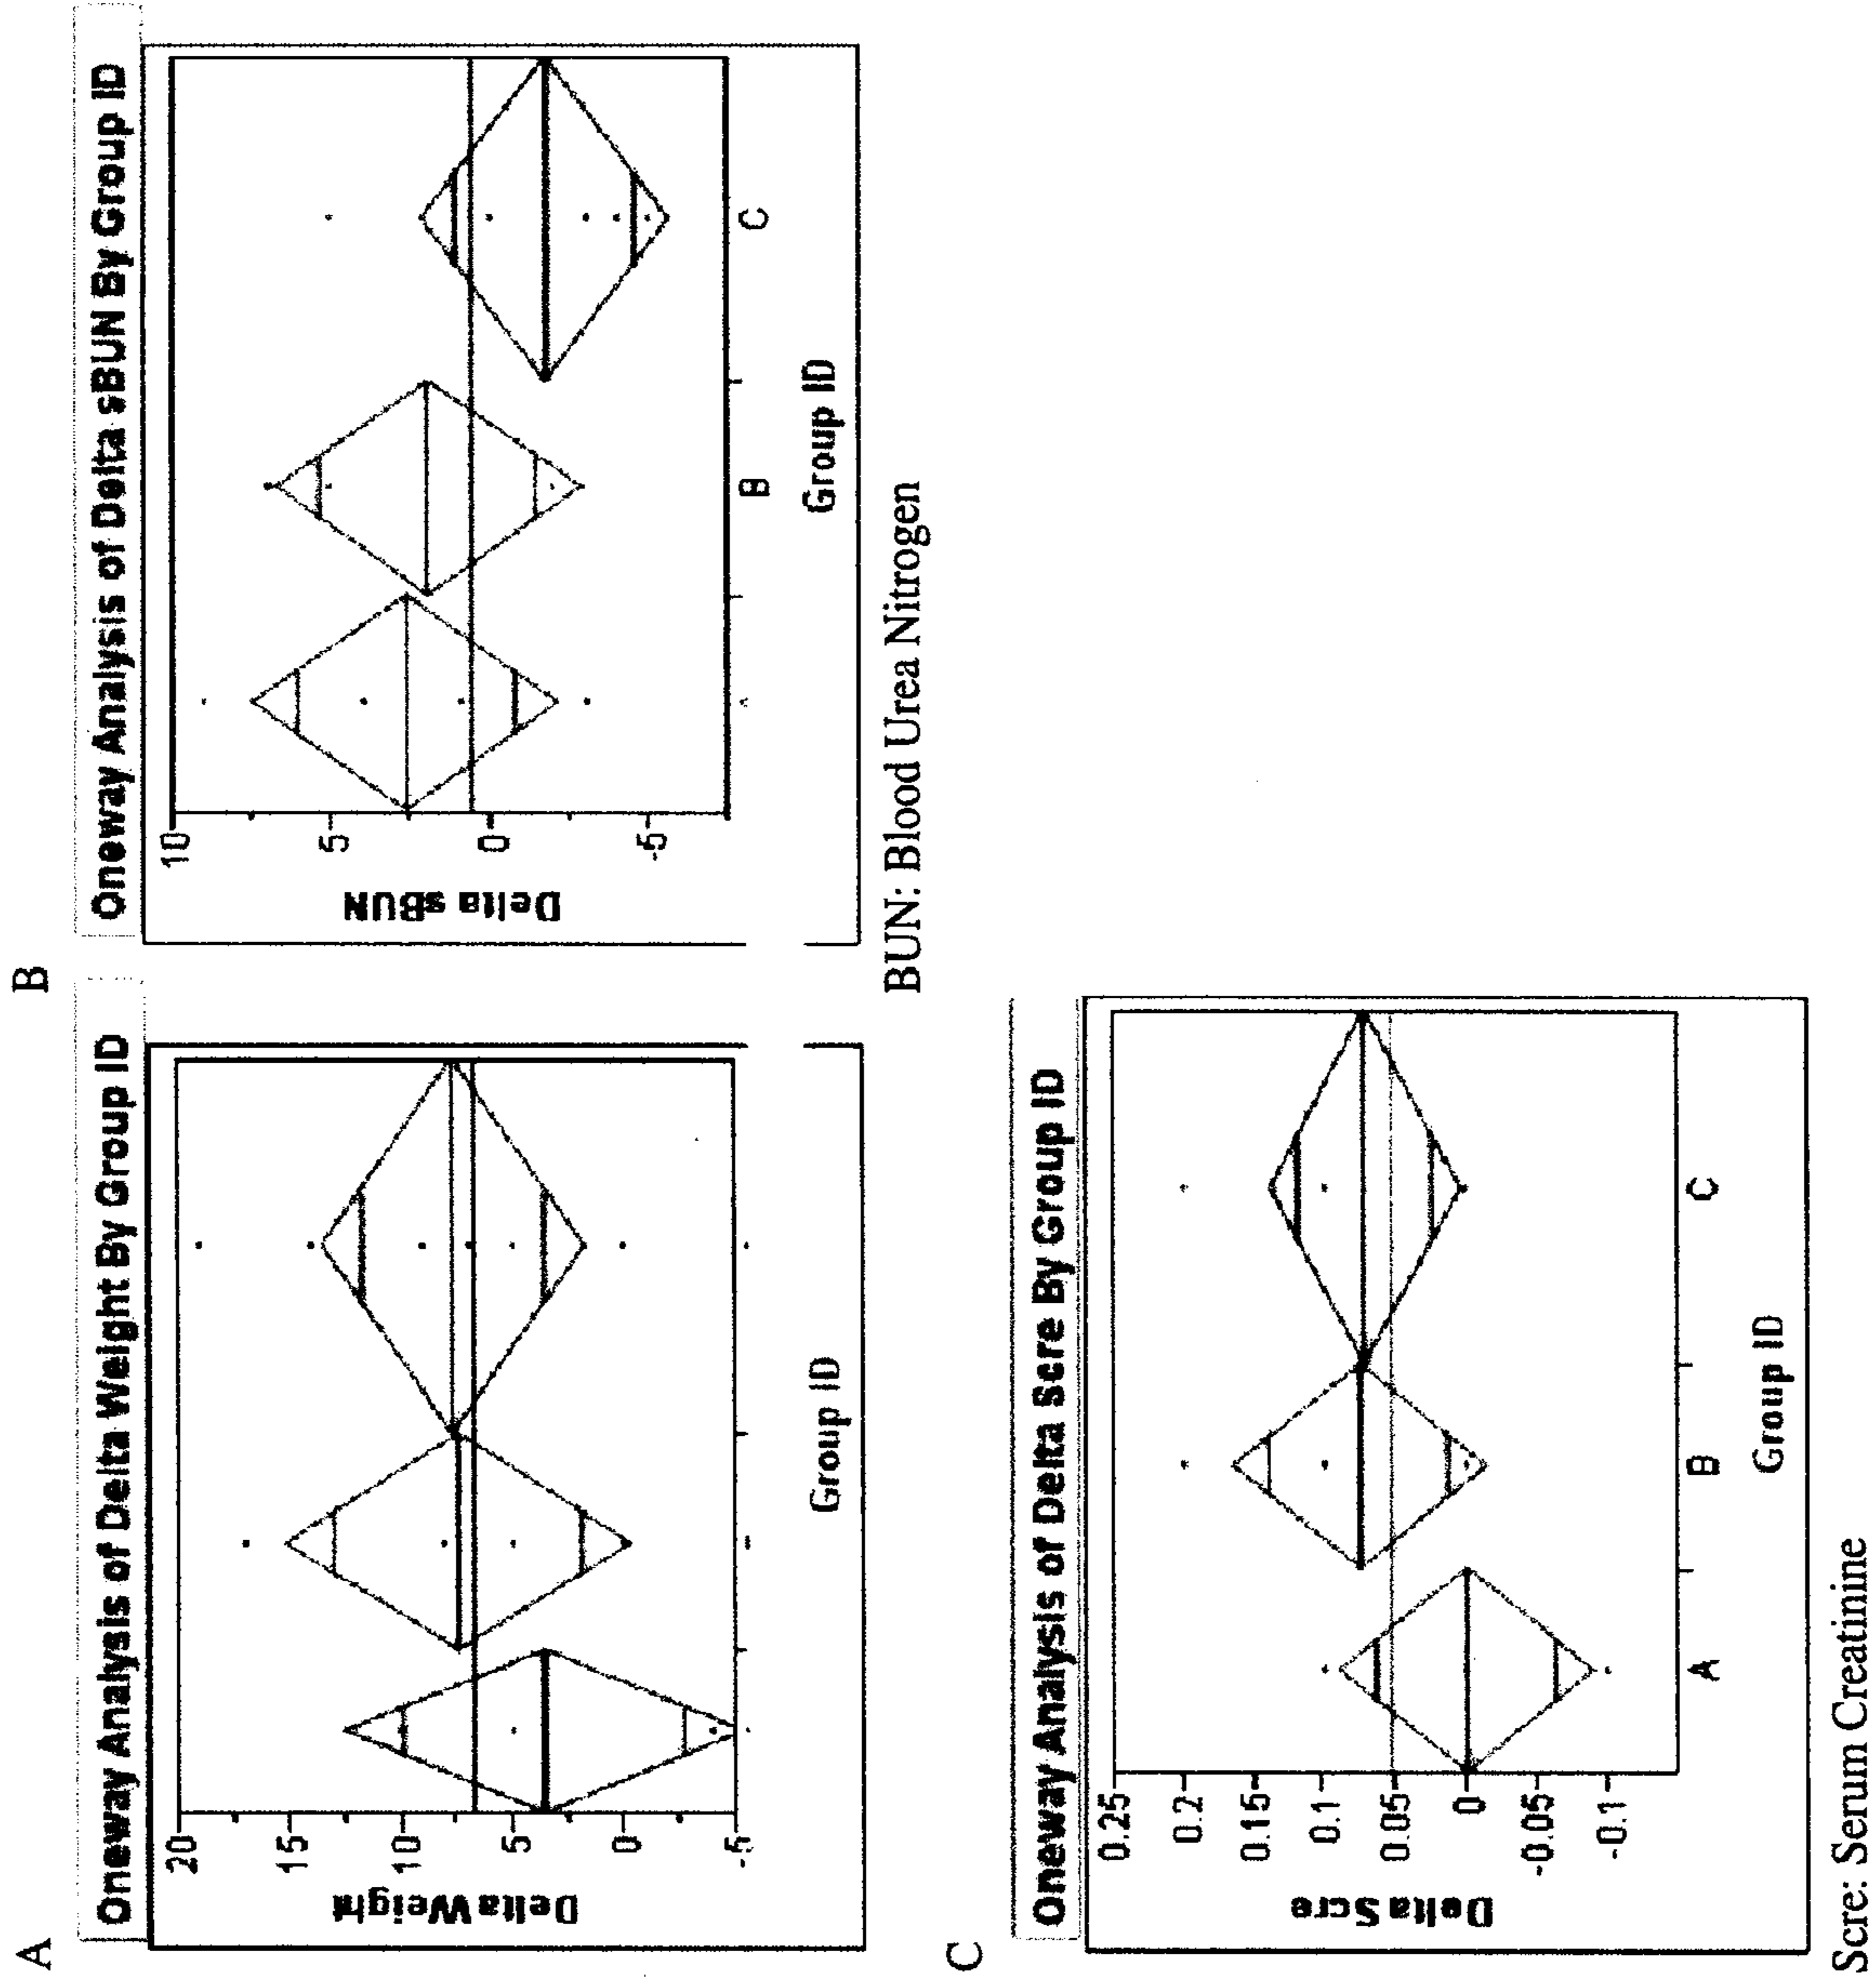 A
Oneway Analysis of Delta Weight By Group ID
20
15
10
5
0
-5
Delta Weight
Group ID
B
Oneway Analysis of Delta sBUN By Group ID
10
5
0
-5
Delta sBUN
A B C
Group ID
BUN: Blood Urea Nitrogen
C
Oneway Analysis of Delta Scre By Group ID
0.25
0.2
0.15
0.1
0.05
0
-0.05
-0.1
Delta Scre
A B C
Group ID
Scre: Serum Creatinine